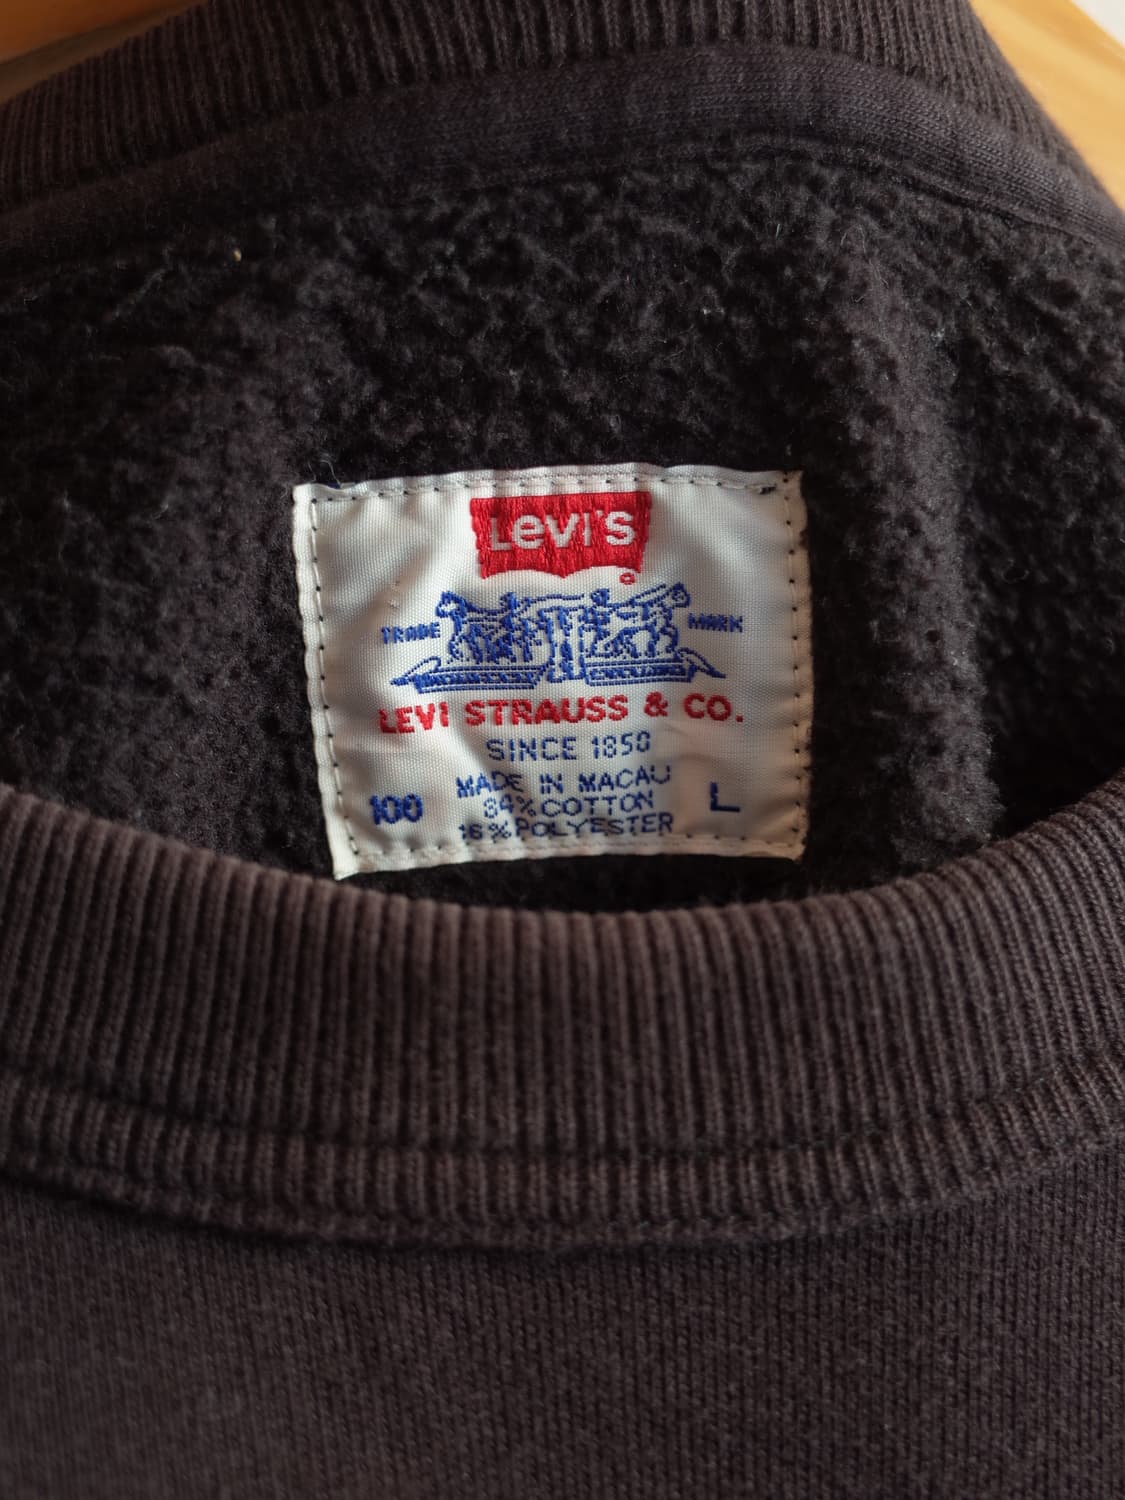 Levi's
®
TRADE MARK
LEVI STRAUSS & CO.
SINCE 1850
MADE IN MACAU
100 84% COTTON L
16% POLYESTER